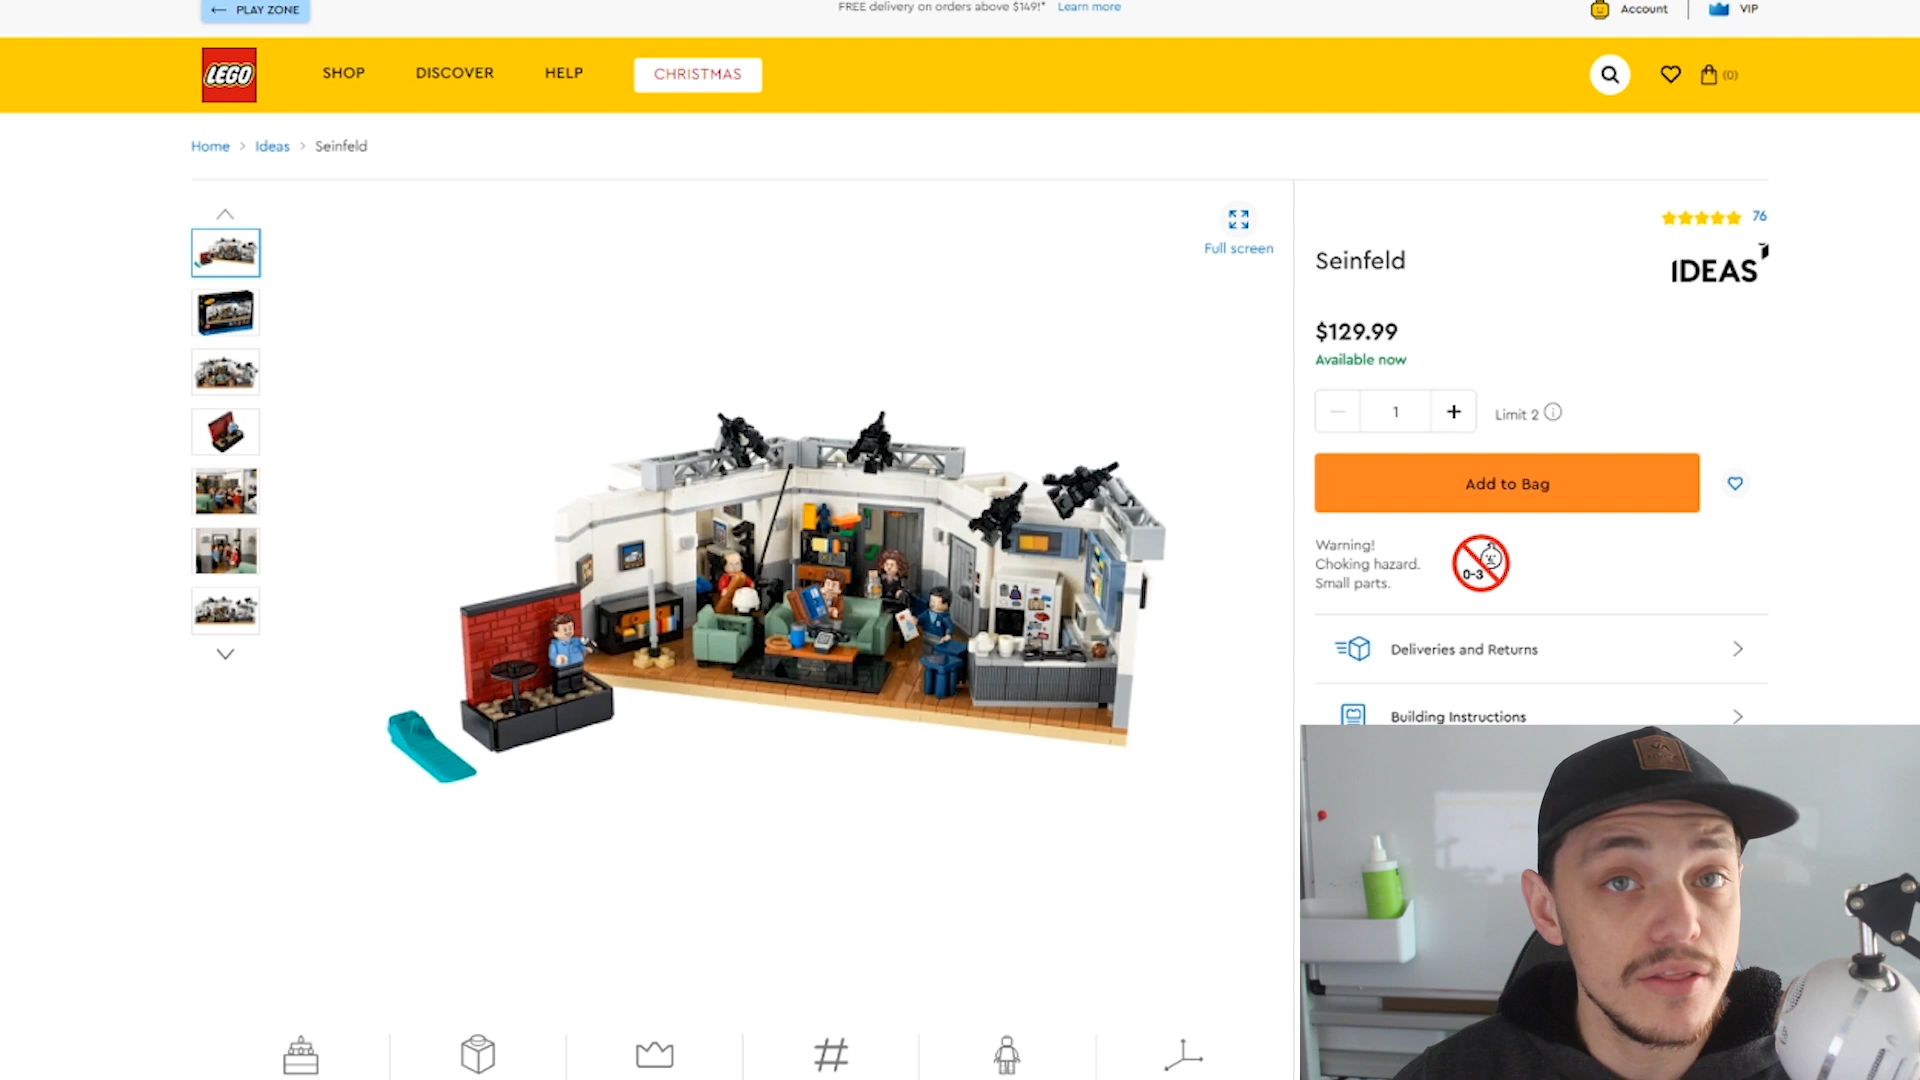 ← PLAY ZONE
FREE delivery on orders above $149!* Learn more
Account
VIP
LEGO
SHOP
DISCOVER
HELP
CHRISTMAS
(0)
Home > Ideas > Seinfeld
Full screen
76
Seinfeld
IDEAS
$129.99
Available now
1
Limit 2
Add to Bag
Warning!
Choking hazard.
Small parts.
0-3
Deliveries and Returns
Building Instructions
#